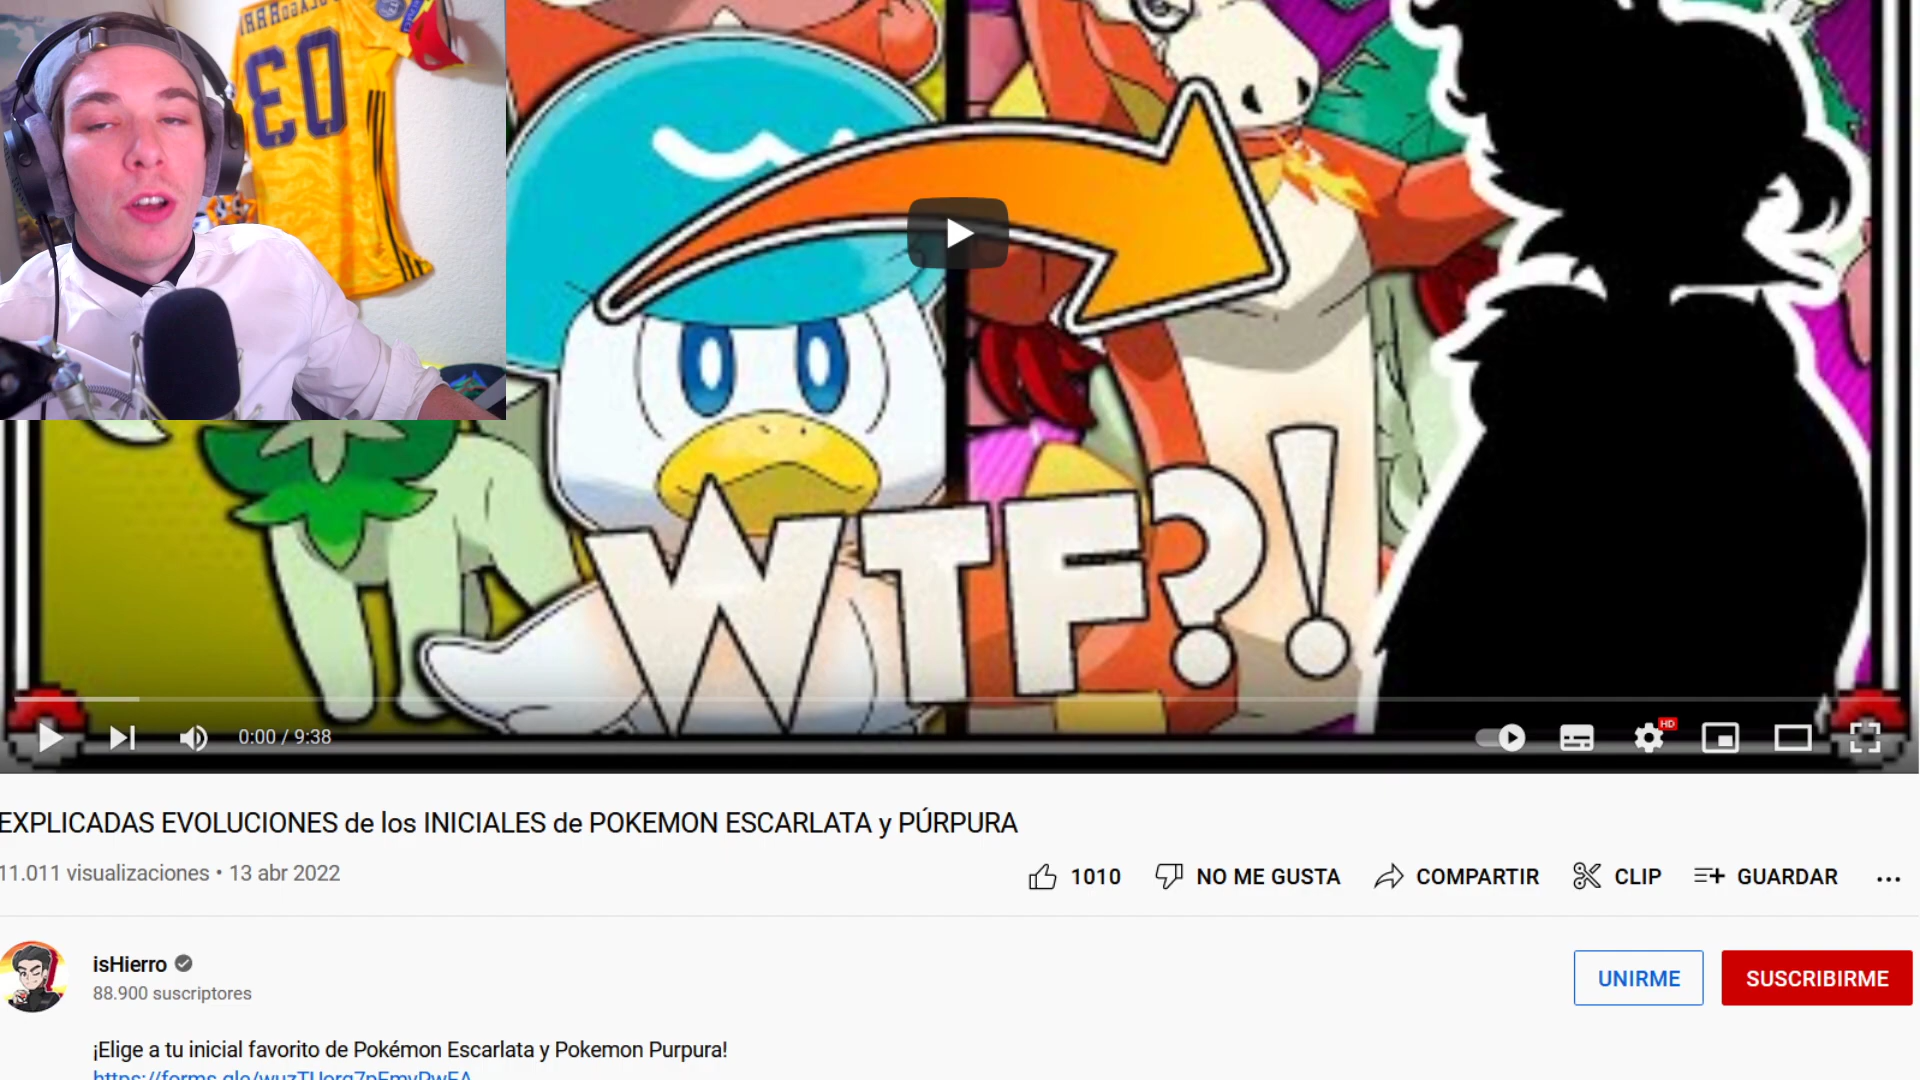 30
WTF?!
0:00 / 9:38
HD
EXPLICADAS EVOLUCIONES de los INICIALES de POKEMON ESCARLATA y PÚRPURA
11.011 visualizaciones • 13 abr 2022
1010 NO ME GUSTA COMPARTIR CLIP GUARDAR ...
isHierro
88.900 suscriptores
UNIRME SUSCRIBIRME
¡Elige a tu inicial favorito de Pokémon Escarlata y Pokemon Purpura!